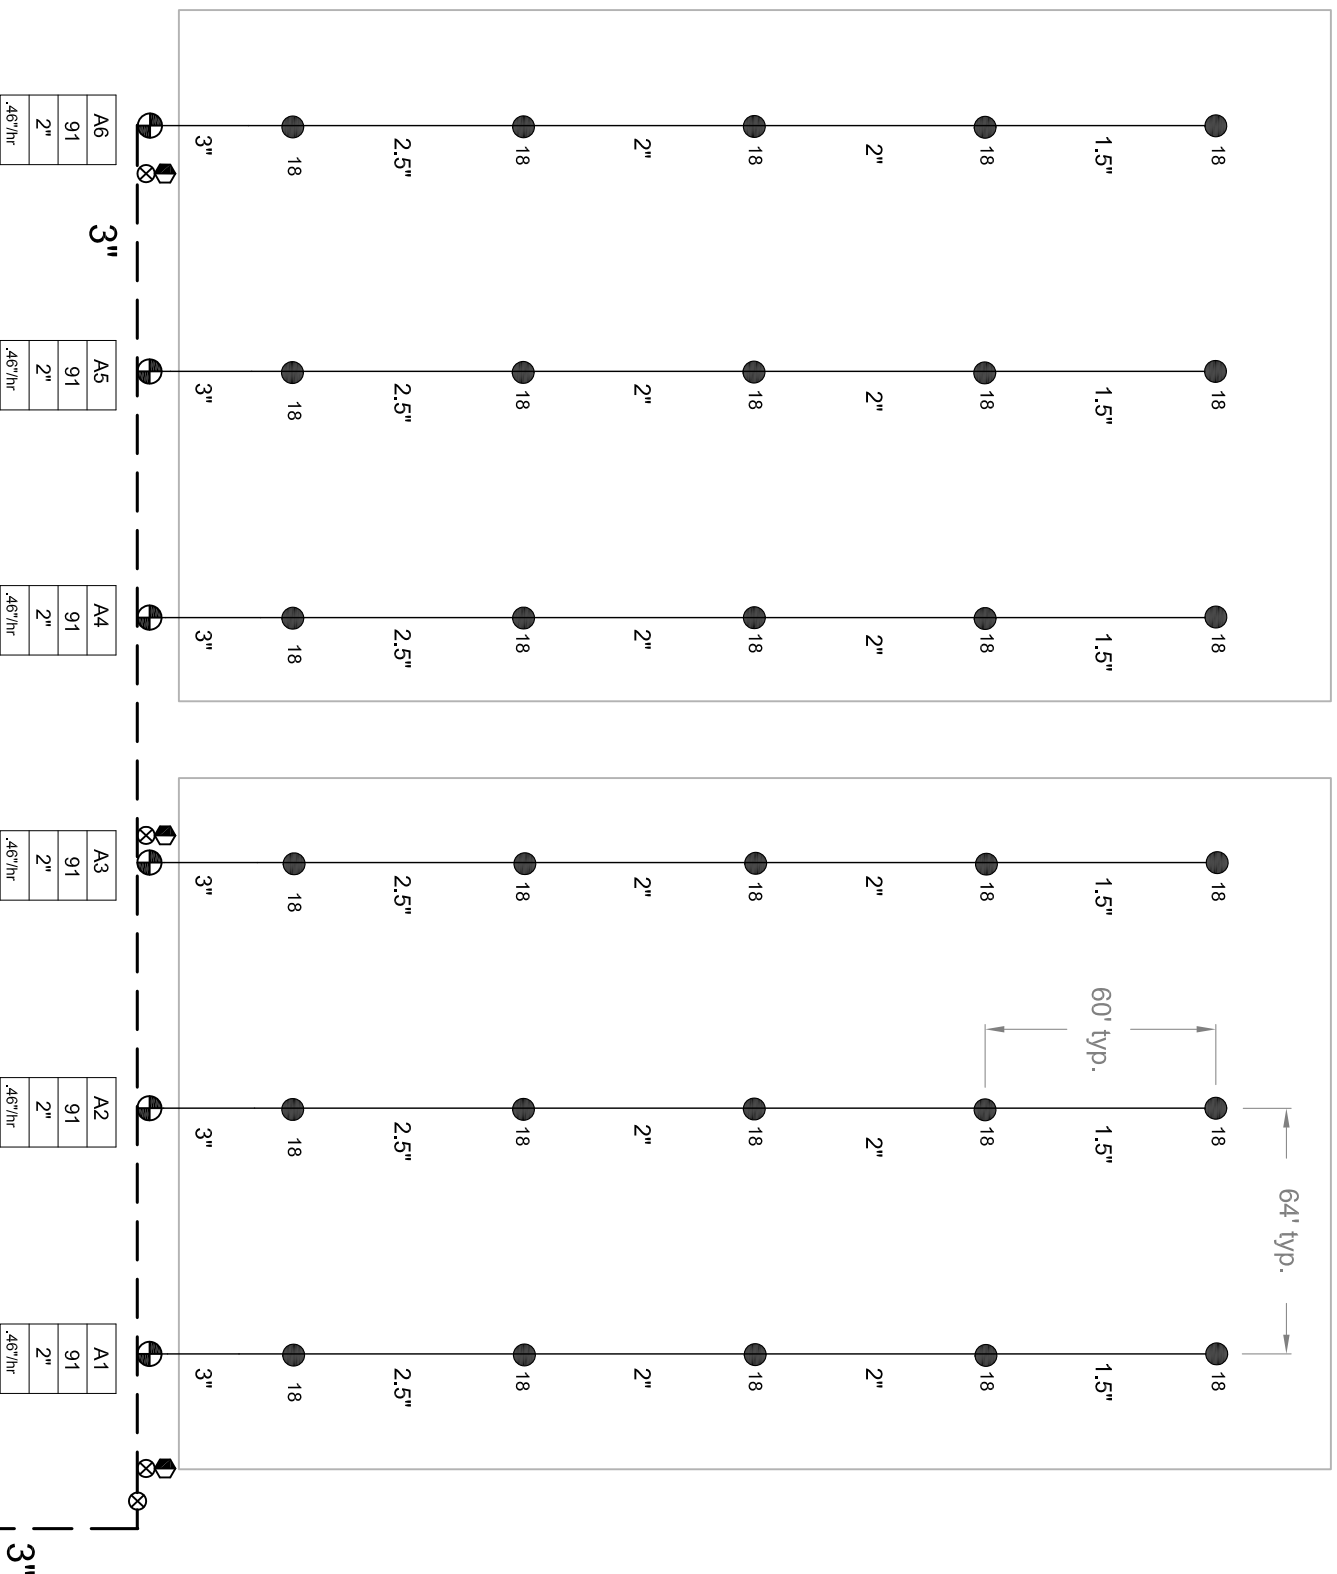 64' typ.
18 18 18 18 18 18
1.5" 1.5" 1.5" 1.5" 60' typ. 1.5" 1.5"
18 18 18 18 18 18
2" 2" 2" 2" 2" 2"
18 18 18 18 18 18
2" 2" 2" 2" 2" 2"
18 18 18 18 18 18
2.5" 2.5" 2.5" 2.5" 2.5" 2.5"
18 18 18 18 18 18
3" 3" 3" 3" 3" 3"
A6 3" A5 A4 A3 A2 A1
91 91 91 91 91 91
2" 2" 2" 2" 2" 2"
.46"/hr .46"/hr .46"/hr .46"/hr .46"/hr .46"/hr
3"